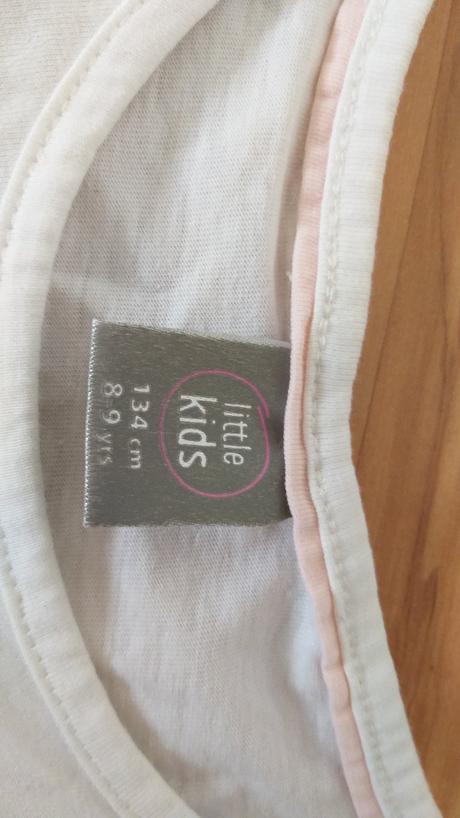 little
kids
134 cm
8-9 yrs